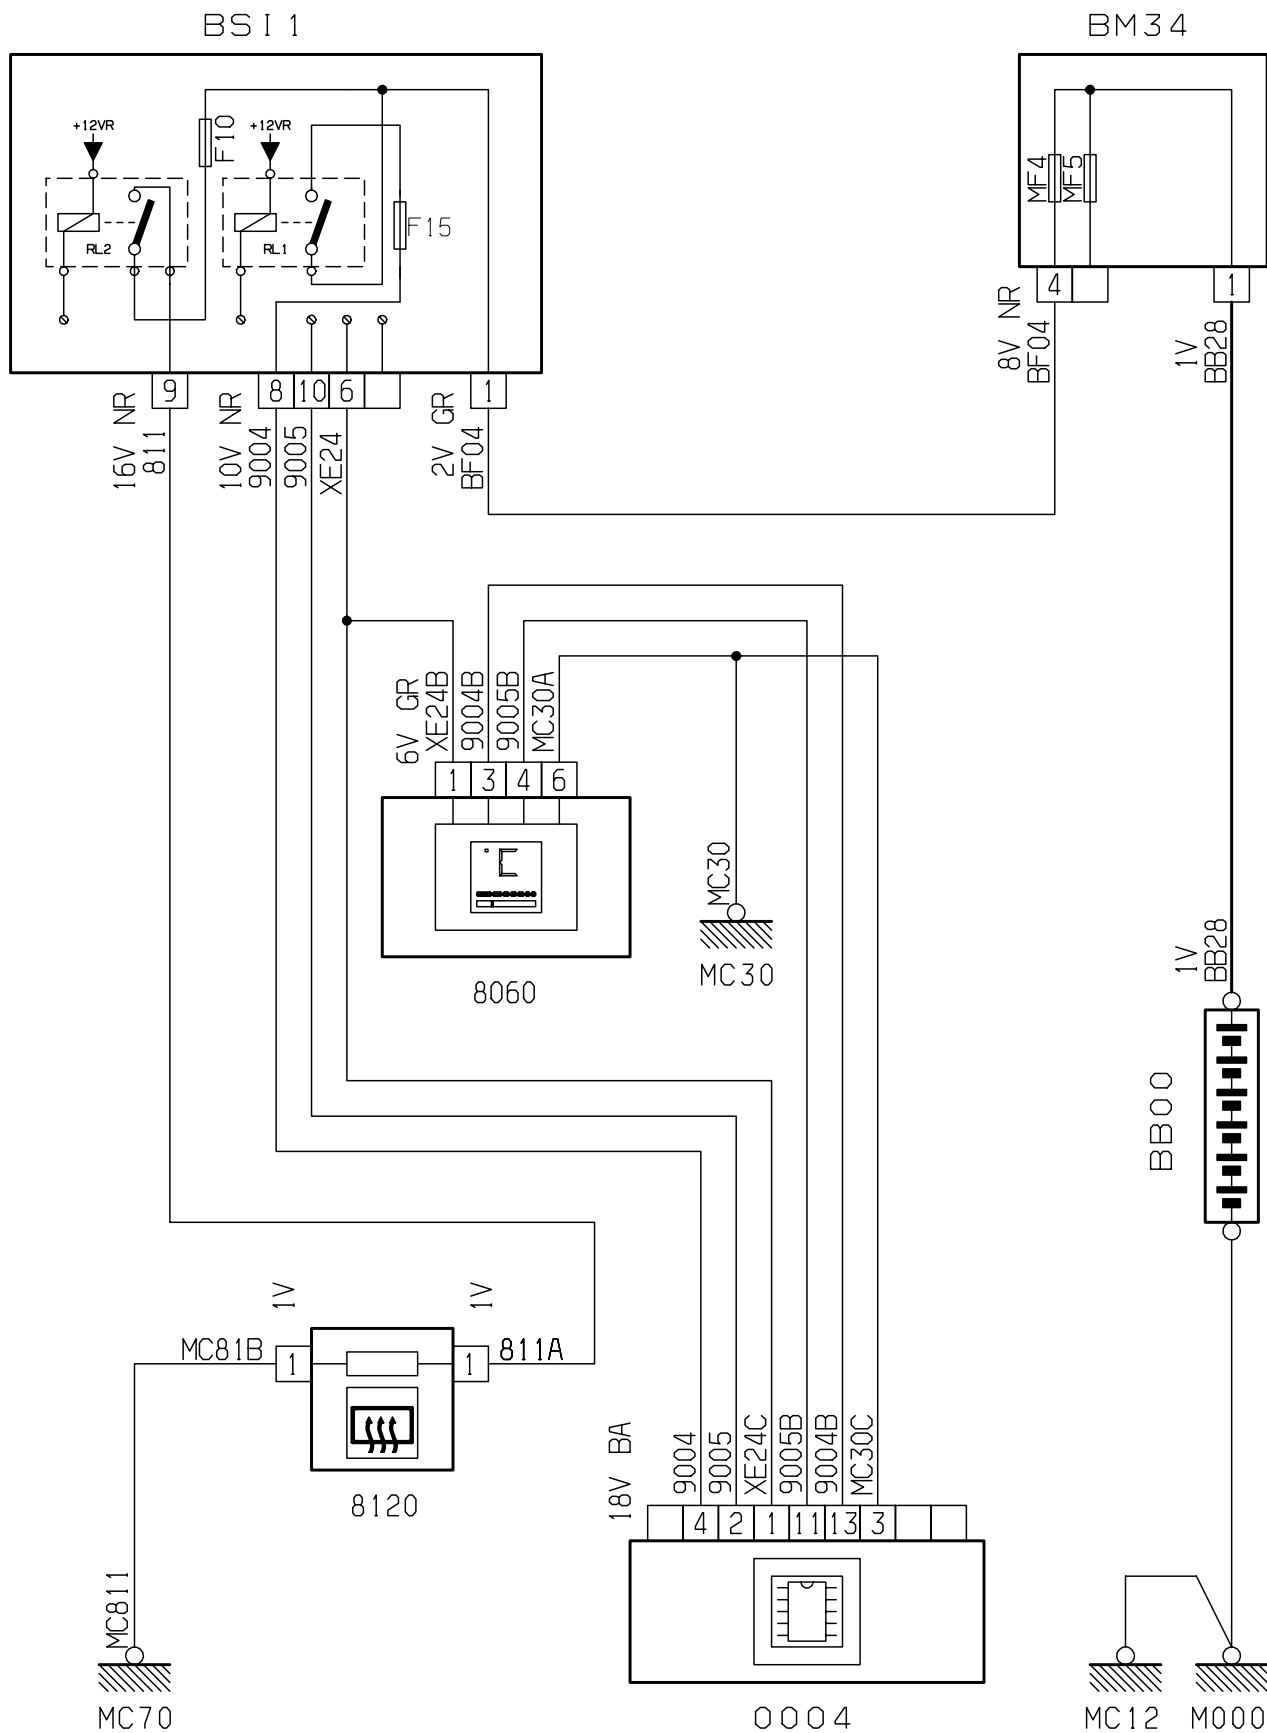 BSI1
BM34
+12VR
F10
+12VR
MF4
MF5
F15
RL2
RL1
4
1
8V NR
BF04
1V
BB28
9
8
10
6
1
16V NR
811
10V NR
9004
9005
XE24
2V GR
BF04
6V GR
XE24B
9004B
9005B
MC30A
1
3
4
6
°C
MC30
MC30
8060
1V
BB28
BB00
1V
1V
MC81B
1
1
811A
8120
18V BA
9004
9005
XE24C
9005B
9004B
MC30C
4
2
1
11
13
3
MC811
MC70
0004
MC12
M000